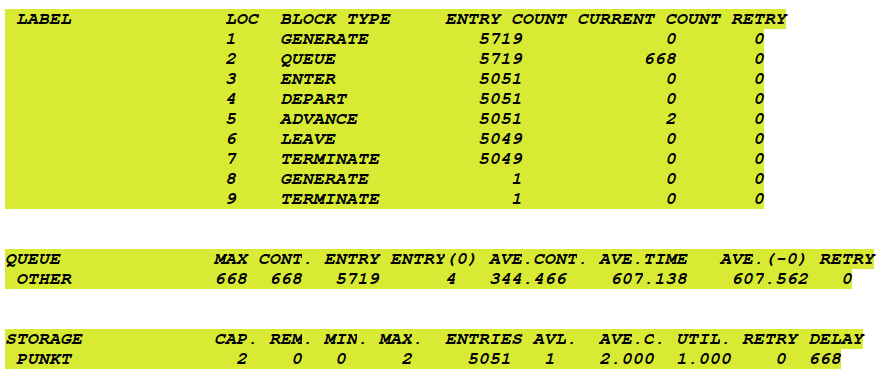 LABEL LOC BLOCK TYPE ENTRY COUNT CURRENT COUNT RETRY
1 GENERATE 5719 0 0
2 QUEUE 5719 668 0
3 ENTER 5051 0 0
4 DEPART 5051 0 0
5 ADVANCE 5051 2 0
6 LEAVE 5049 0 0
7 TERMINATE 5049 0 0
8 GENERATE 1 0 0
9 TERMINATE 1 0 0
QUEUE MAX CONT. ENTRY ENTRY(0) AVE.CONT. AVE.TIME AVE.(-0) RETRY
OTHER 668 668 5719 4 344.466 607.138 607.562 0
STORAGE CAP. REM. MIN. MAX. ENTRIES AVL. AVE.C. UTIL. RETRY DELAY
PUNKT 2 0 0 2 5051 1 2.000 1.000 0 668